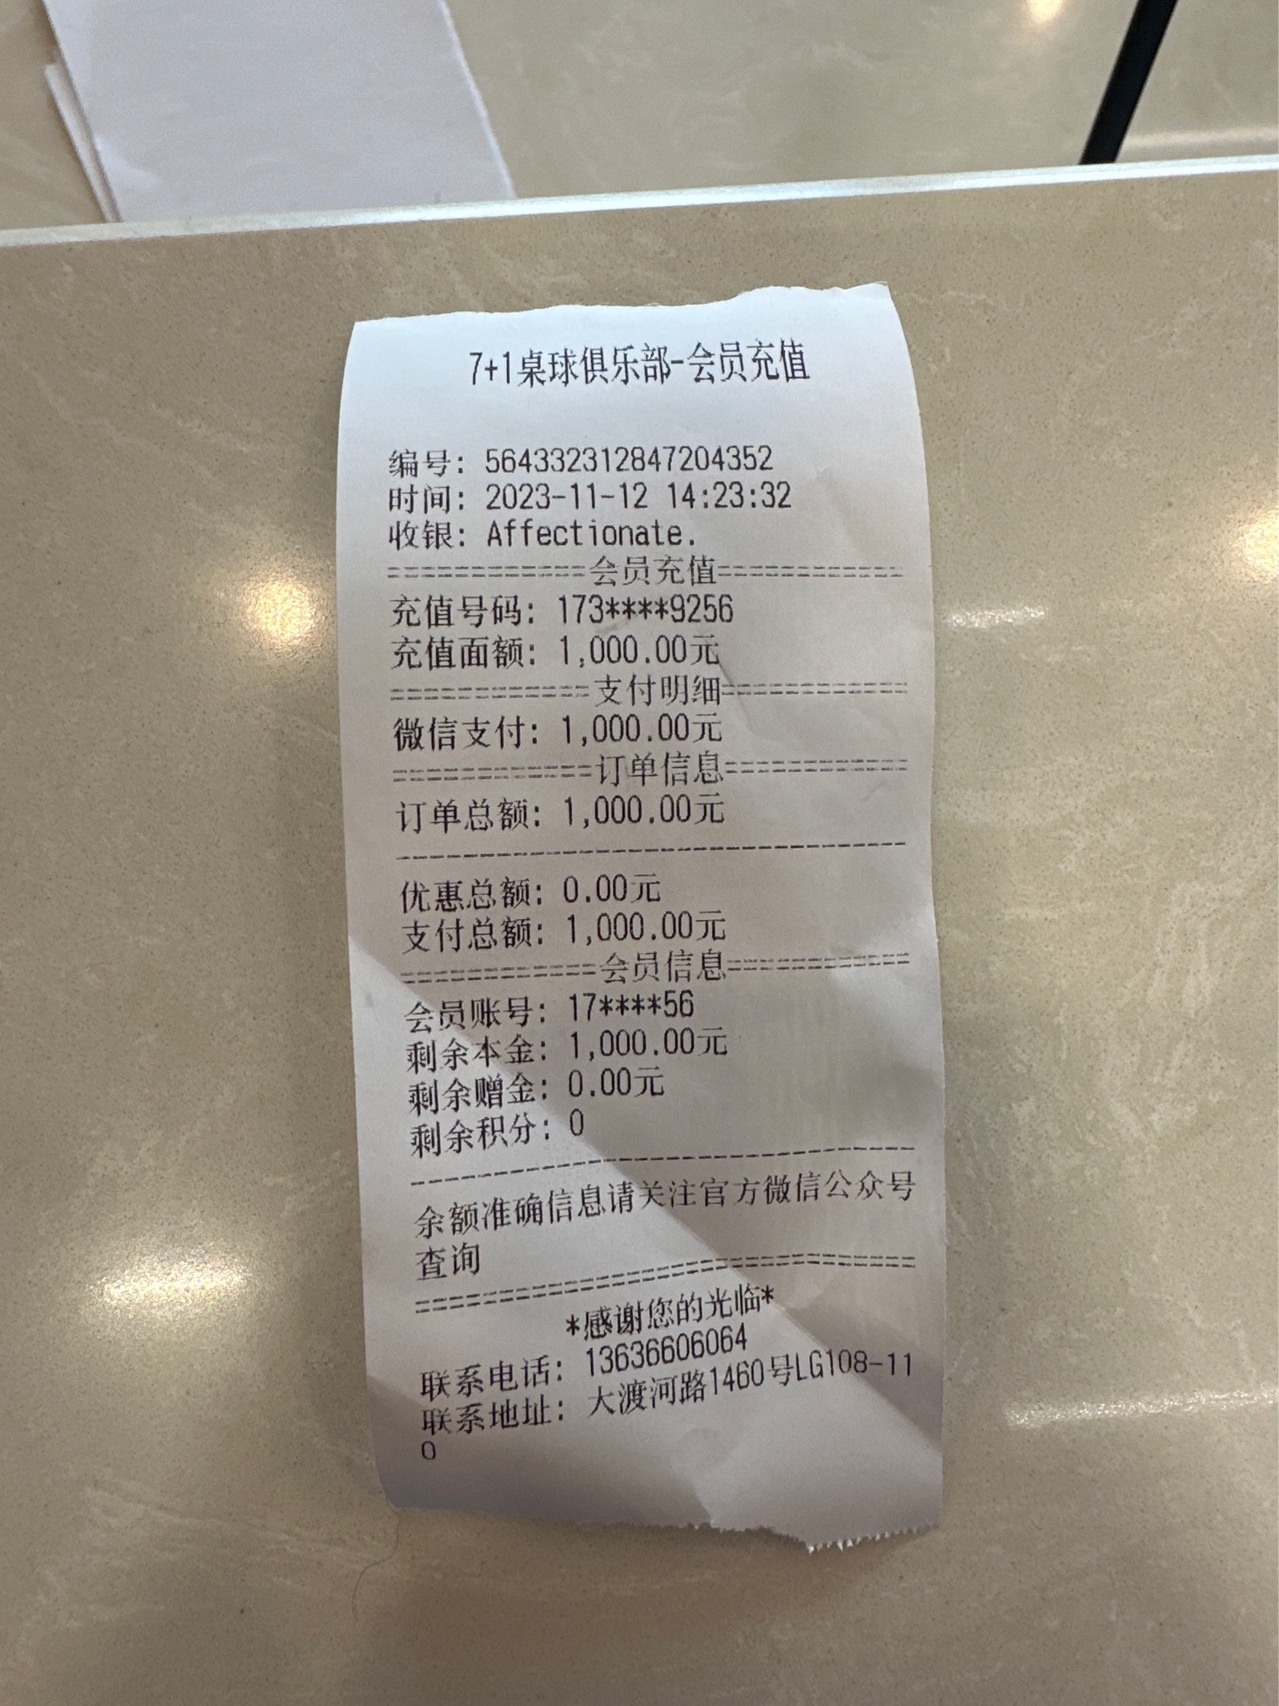 7+1桌球俱乐部-会员充值
编号: 564332312847204352
时间: 2023-11-12 14:23:32
收银: Affectionate.
============会员充值============
充值号码: 173****9256
充值面额: 1,000.00元
============支付明细============
微信支付: 1,000.00元
============订单信息============
订单总额: 1,000.00元
--------------------------------
优惠总额: 0.00元
支付总额: 1,000.00元
============会员信息============
会员账号: 17****56
剩余本金: 1,000.00元
剩余赠金: 0.00元
剩余积分: 0
--------------------------------
余额准确信息请关注官方微信公众号
查询
================================
*感谢您的光临*
联系电话: 13636606064
联系地址: 大渡河路1460号LG108-11
0